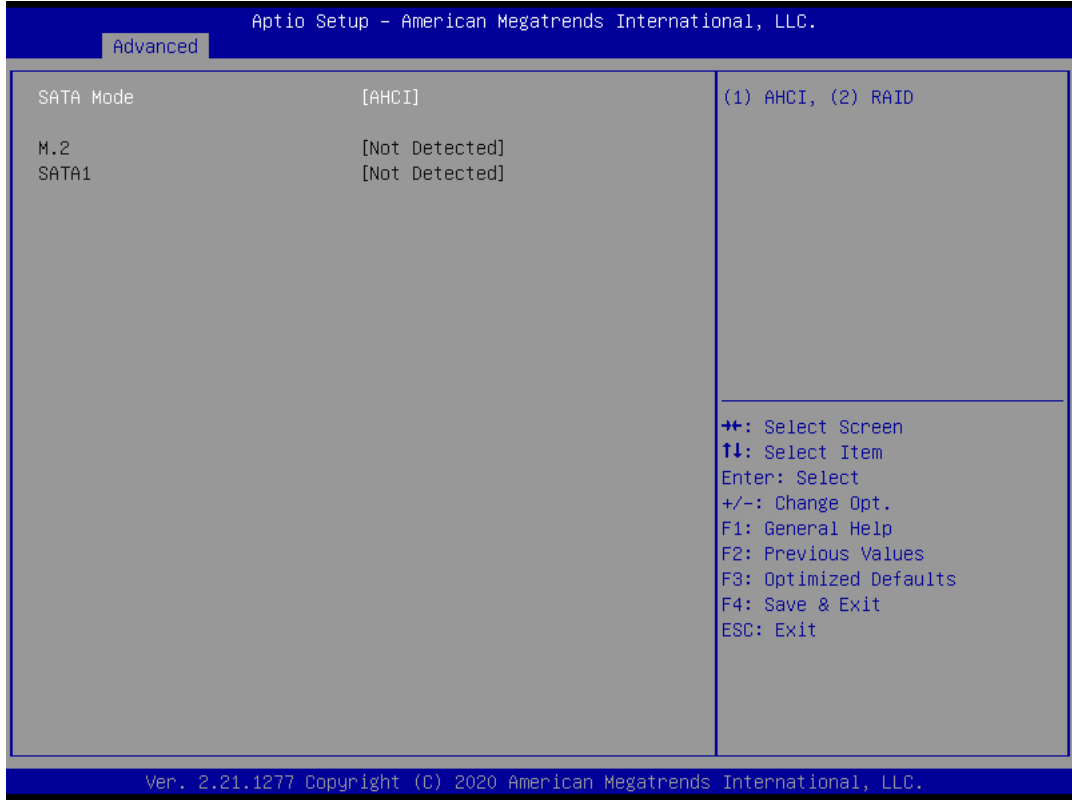 Aptio Setup – American Megatrends International, LLC.
Advanced
SATA Mode [AHCI]
M.2 [Not Detected]
SATA1 [Not Detected]
(1) AHCI, (2) RAID
→←: Select Screen
↑↓: Select Item
Enter: Select
+/-: Change Opt.
F1: General Help
F2: Previous Values
F3: Optimized Defaults
F4: Save & Exit
ESC: Exit
Ver. 2.21.1277 Copyright (C) 2020 American Megatrends International, LLC.